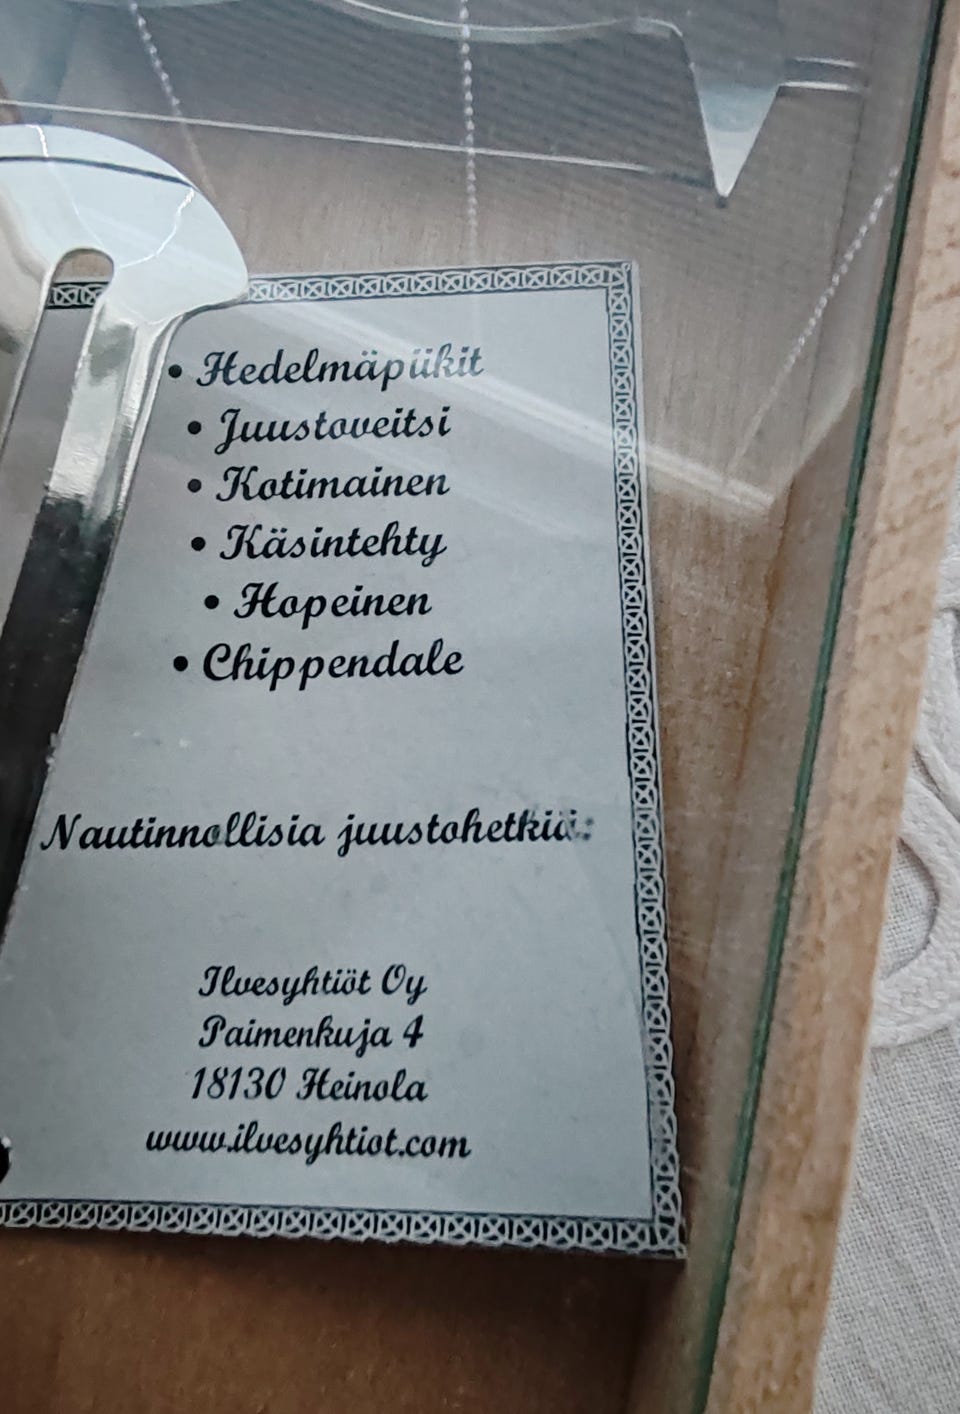 • Hedelmäpiikit
• Juustoveitsi
• Kotimainen
• Käsintehty
• Hopeinen
• Chippendale
Nautinnollisia juustohetkiä:
Ilvesyhtiöt Oy
Paimenkuja 4
18130 Heinola
www.ilvesyhtiot.com